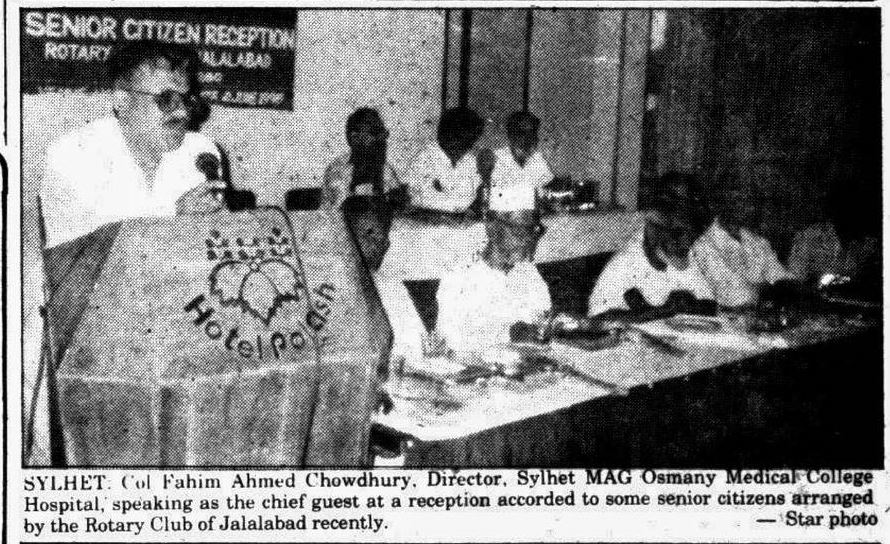 SENIOR CITIZEN RECEPTION
ROTARY JALALABAD
JUNE
Hotel Polash
SYLHET: Col Fahim Ahmed Chowdhury, Director, Sylhet MAG Osmany Medical College
Hospital, speaking as the chief guest at a reception accorded to some senior citizens arranged
by the Rotary Club of Jalalabad recently.
— Star photo